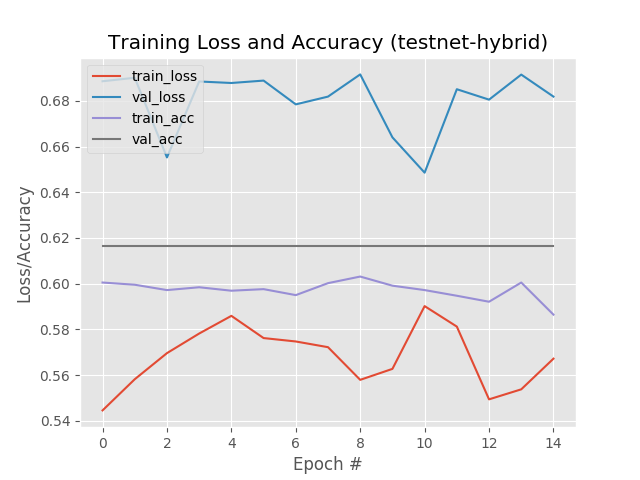 Training Loss and Accuracy (testnet-hybrid)
train_loss
val_loss
train_acc
val_acc
0.68
0.66
0.64
0.62
0.60
0.58
0.56
0.54
Loss/Accuracy
0 2 4 6 8 10 12 14
Epoch #